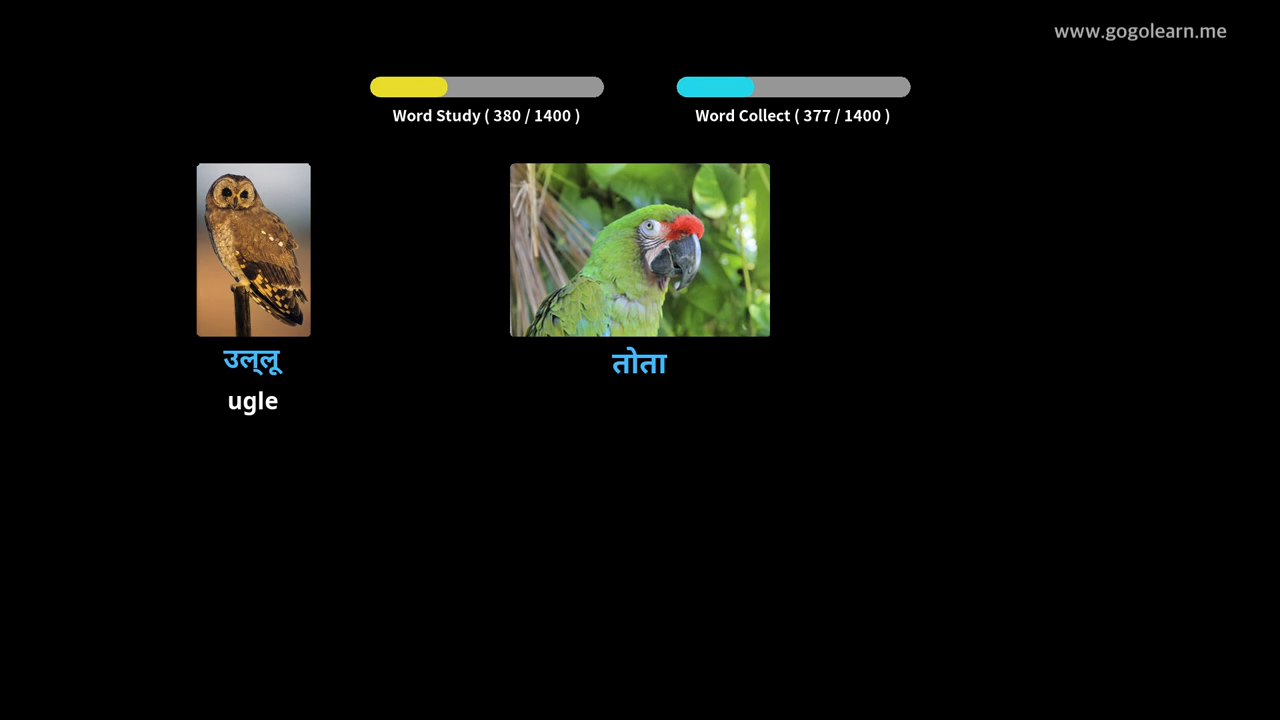 www.gogolearn.me
Word Study ( 380 / 1400 )
Word Collect ( 377 / 1400 )
उल्‌लू
तोता
ugle